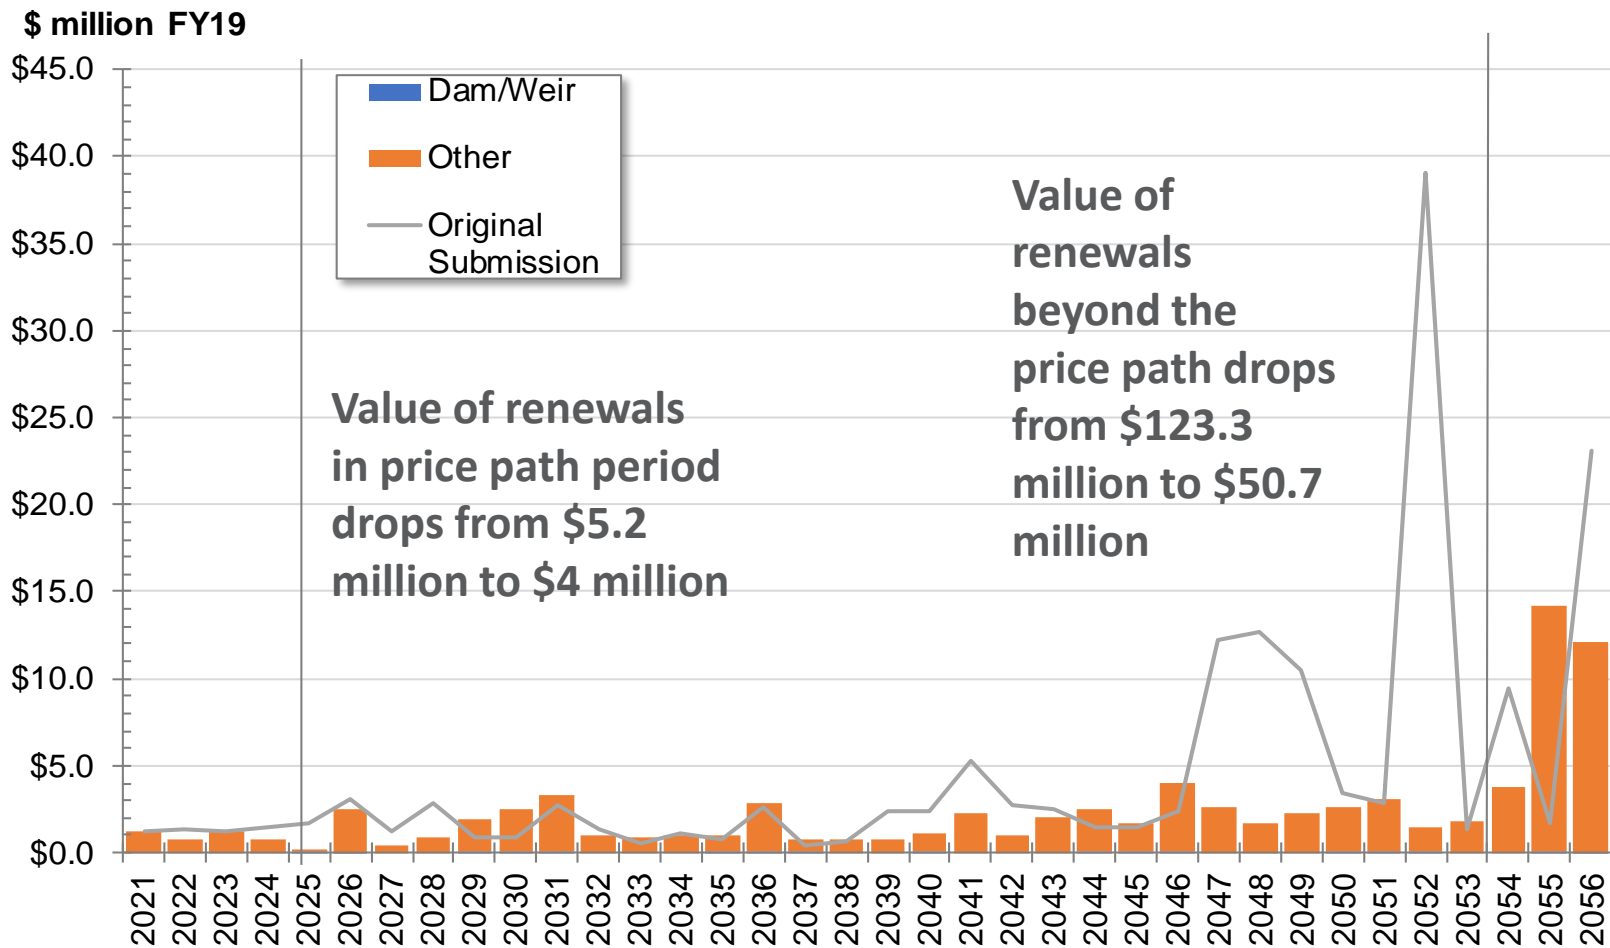 $ million FY19
$45.0
$40.0
$35.0
$30.0
$25.0
$20.0
$15.0
$10.0
$5.0
$0.0
Dam/Weir
Other
Original
Submission
Value of renewals
in price path period
drops from $5.2
million to $4 million
Value of
renewals
beyond the
price path drops
from $123.3
million to $50.7
million
2021
2022
2023
2024
2025
2026
2027
2028
2029
2030
2031
2032
2033
2034
2035
2036
2037
2038
2039
2040
2041
2042
2043
2044
2045
2046
2047
2048
2049
2050
2051
2052
2053
2054
2055
2056